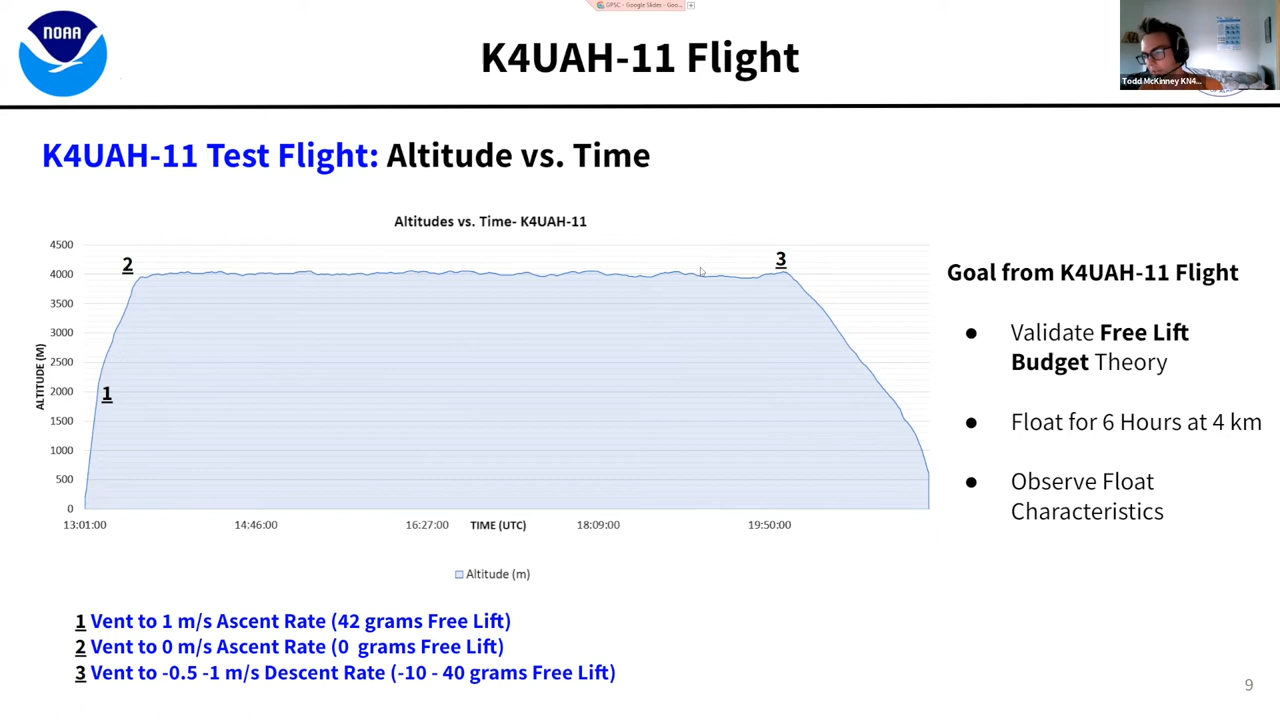 GPSC - Google Slides - Goo...
NOAA
K4UAH-11 Flight
Todd McKinney KN4...
K4UAH-11 Test Flight: Altitude vs. Time
Altitudes vs. Time- K4UAH-11
4500
4000
3500
3000
2500
2000
1500
1000
500
0
ALTITUDE (M)
1
2
3
13:01:00
14:46:00
16:27:00
TIME (UTC)
18:09:00
19:50:00
Altitude (m)
Goal from K4UAH-11 Flight
● Validate Free Lift
Budget Theory
● Float for 6 Hours at 4 km
● Observe Float
Characteristics
1 Vent to 1 m/s Ascent Rate (42 grams Free Lift)
2 Vent to 0 m/s Ascent Rate (0 grams Free Lift)
3 Vent to -0.5 -1 m/s Descent Rate (-10 - 40 grams Free Lift)
9